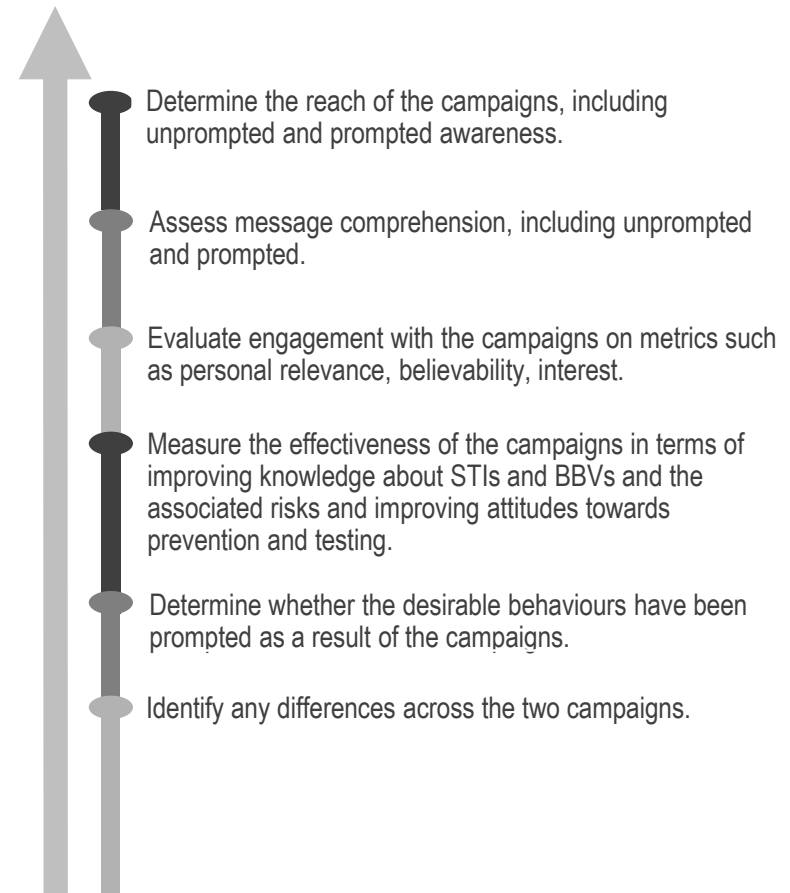 Determine the reach of the campaigns, including
unprompted and prompted awareness.
Assess message comprehension, including unprompted
and prompted.
Evaluate engagement with the campaigns on metrics such
as personal relevance, believability, interest.
Measure the effectiveness of the campaigns in terms of
improving knowledge about STIs and BBVs and the
associated risks and improving attitudes towards
prevention and testing.
Determine whether the desirable behaviours have been
prompted as a result of the campaigns.
Identify any differences across the two campaigns.